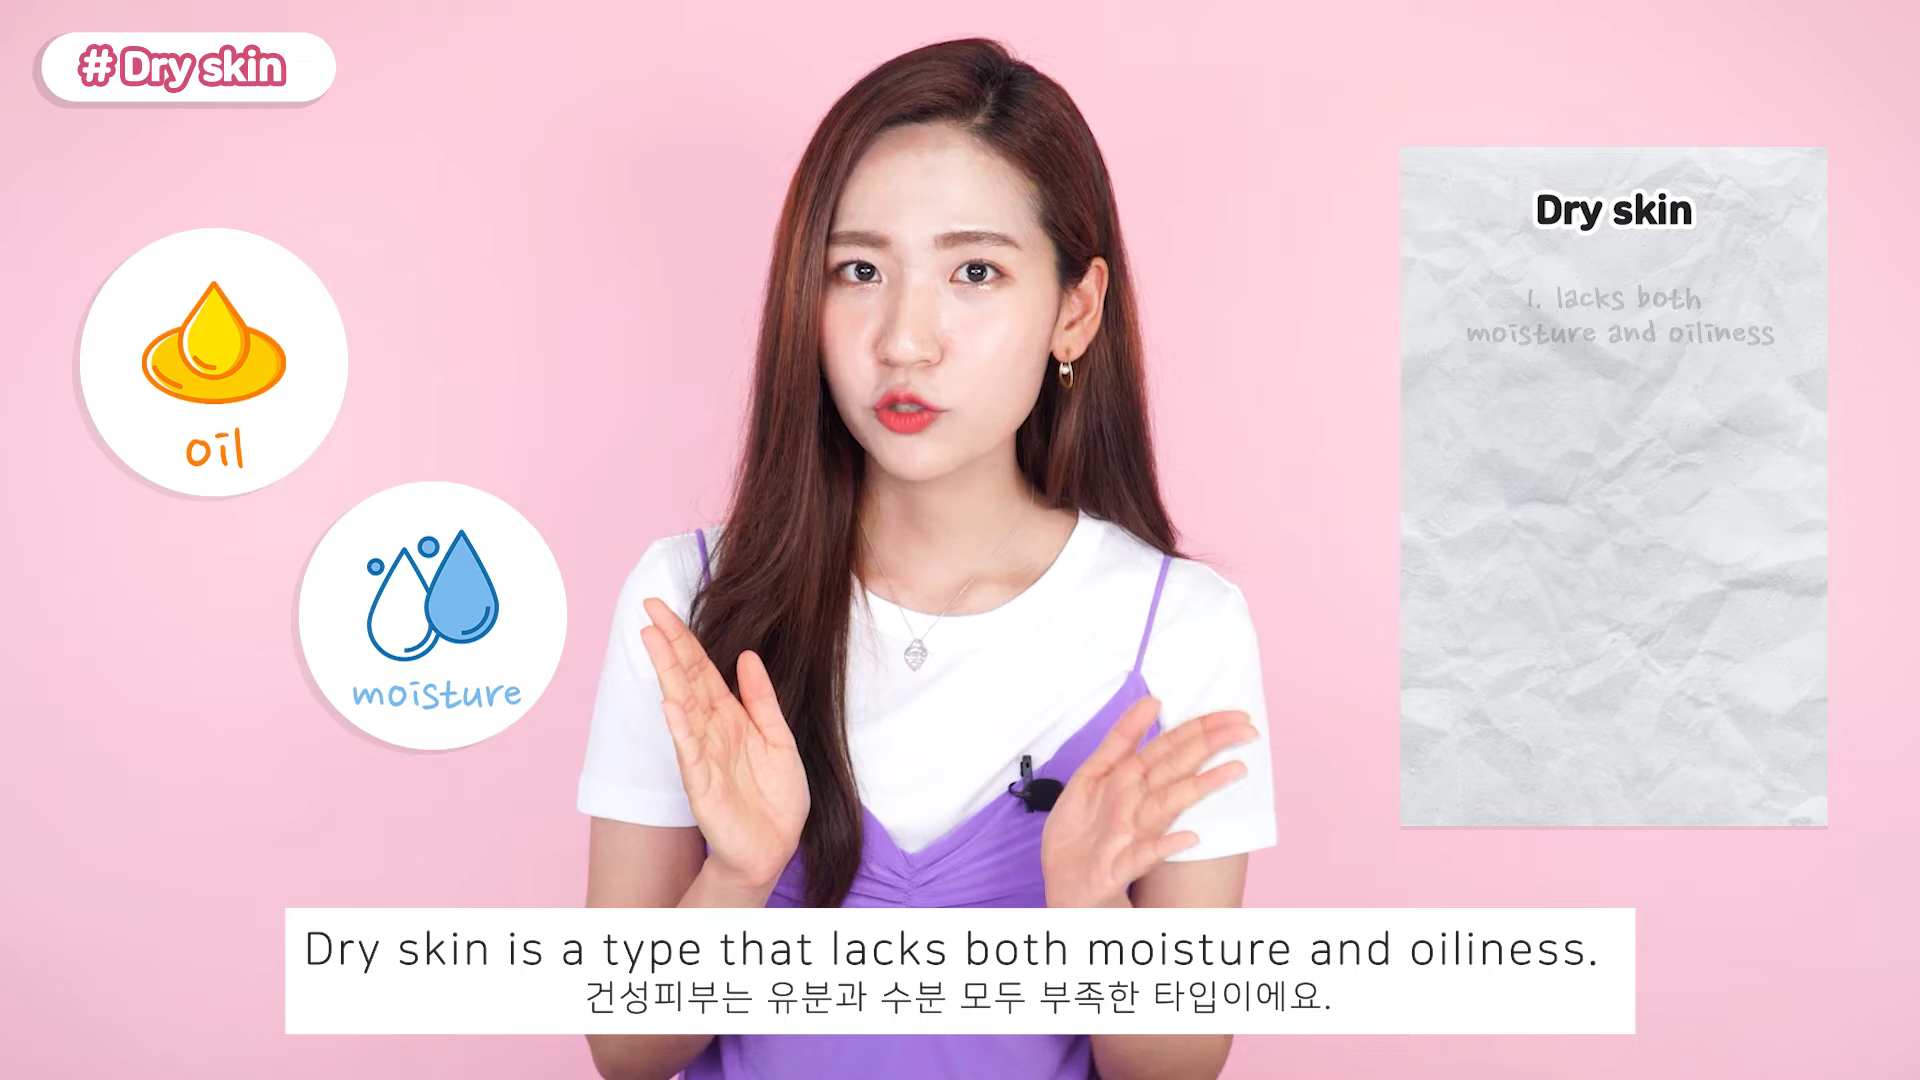 # Dry skin
oil
moisture
Dry skin
1. lacks both
moisture and oiliness
Dry skin is a type that lacks both moisture and oiliness.
건성피부는 유분과 수분 모두 부족한 타입이에요.